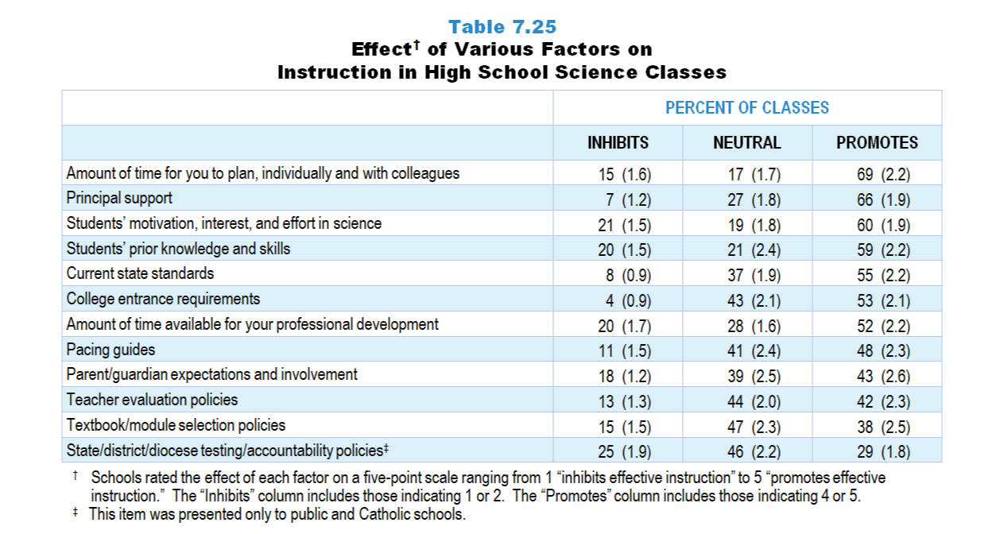 Table 7.25
Effect† of Various Factors on
Instruction in High School Science Classes
PERCENT OF CLASSES
INHIBITS NEUTRAL PROMOTES
Amount of time for you to plan, individually and with colleagues 15 (1.6) 17 (1.7) 69 (2.2)
Principal support 7 (1.2) 27 (1.8) 66 (1.9)
Students’ motivation, interest, and effort in science 21 (1.5) 19 (1.8) 60 (1.9)
Students’ prior knowledge and skills 20 (1.5) 21 (2.4) 59 (2.2)
Current state standards 8 (0.9) 37 (1.9) 55 (2.2)
College entrance requirements 4 (0.9) 43 (2.1) 53 (2.1)
Amount of time available for your professional development 20 (1.7) 28 (1.6) 52 (2.2)
Pacing guides 11 (1.5) 41 (2.4) 48 (2.3)
Parent/guardian expectations and involvement 18 (1.2) 39 (2.5) 43 (2.6)
Teacher evaluation policies 13 (1.3) 44 (2.0) 42 (2.3)
Textbook/module selection policies 15 (1.5) 47 (2.3) 38 (2.5)
State/district/diocese testing/accountability policies‡ 25 (1.9) 46 (2.2) 29 (1.8)
† Schools rated the effect of each factor on a five-point scale ranging from 1 “inhibits effective instruction” to 5 “promotes effective
instruction.” The “Inhibits” column includes those indicating 1 or 2. The “Promotes” column includes those indicating 4 or 5.
‡ This item was presented only to public and Catholic schools.